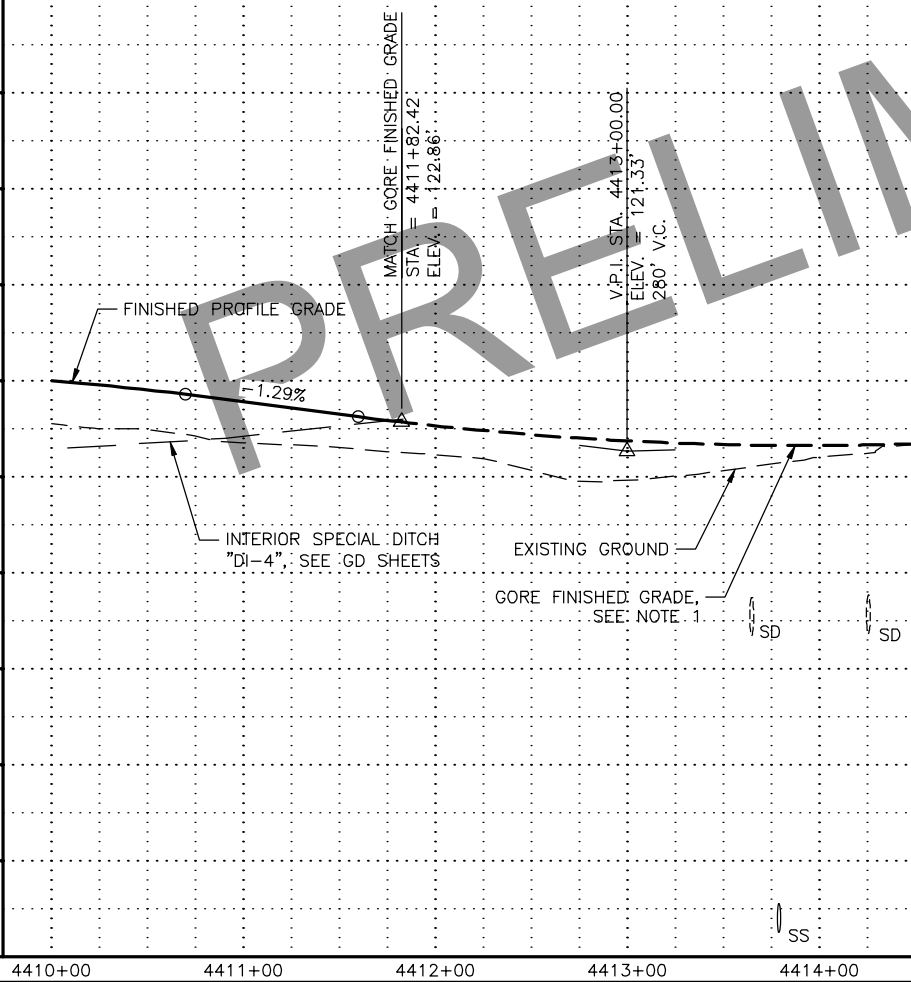 MATCH GORE FINISHED GRADE
STA. = 4411+82.42
ELEV. = 122.86'
V.P.I. STA. 4413+00.00
ELEV. = 121.33'
280' V.C.
PRELIM
FINISHED PROFILE GRADE
-1.29%
INTERIOR SPECIAL DITCH
"DI-4", SEE GD SHEETS
EXISTING GROUND
GORE FINISHED GRADE,
SEE NOTE 1
SD
SD
SS
4410+00
4411+00
4412+00
4413+00
4414+00